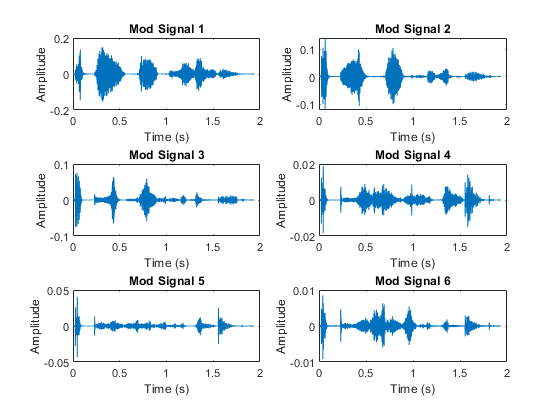 Mod Signal 1
0.2
0
-0.2
Amplitude
0 0.5 1 1.5 2
Time (s)
Mod Signal 2
0.1
0
-0.1
Amplitude
0 0.5 1 1.5 2
Time (s)
Mod Signal 3
0.1
0
-0.1
Amplitude
0 0.5 1 1.5 2
Time (s)
Mod Signal 4
0.02
0
-0.02
Amplitude
0 0.5 1 1.5 2
Time (s)
Mod Signal 5
0.05
0
-0.05
Amplitude
0 0.5 1 1.5 2
Time (s)
Mod Signal 6
0.01
0
-0.01
Amplitude
0 0.5 1 1.5 2
Time (s)